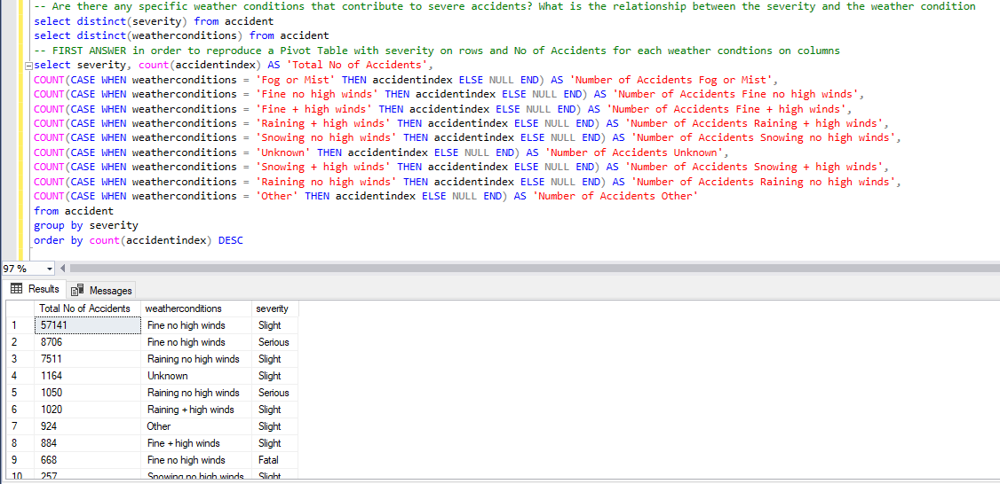 -- Are there any specific weather conditions that contribute to severe accidents? What is the relationship between the severity and the weather condition
select distinct(severity) from accident
select distinct(weatherconditions) from accident
-- FIRST ANSWER in order to reproduce a Pivot Table with severity on rows and No of Accidents for each weather condtions on columns
select severity, count(accidentindex) AS 'Total No of Accidents',
COUNT(CASE WHEN weatherconditions = 'Fog or Mist' THEN accidentindex ELSE NULL END) AS 'Number of Accidents Fog or Mist',
COUNT(CASE WHEN weatherconditions = 'Fine no high winds' THEN accidentindex ELSE NULL END) AS 'Number of Accidents Fine no high winds',
COUNT(CASE WHEN weatherconditions = 'Fine + high winds' THEN accidentindex ELSE NULL END) AS 'Number of Accidents Fine + high winds',
COUNT(CASE WHEN weatherconditions = 'Raining + high winds' THEN accidentindex ELSE NULL END) AS 'Number of Accidents Raining + high winds',
COUNT(CASE WHEN weatherconditions = 'Snowing no high winds' THEN accidentindex ELSE NULL END) AS 'Number of Accidents Snowing no high winds',
COUNT(CASE WHEN weatherconditions = 'Unknown' THEN accidentindex ELSE NULL END) AS 'Number of Accidents Unknown',
COUNT(CASE WHEN weatherconditions = 'Snowing + high winds' THEN accidentindex ELSE NULL END) AS 'Number of Accidents Snowing + high winds',
COUNT(CASE WHEN weatherconditions = 'Raining no high winds' THEN accidentindex ELSE NULL END) AS 'Number of Accidents Raining no high winds',
COUNT(CASE WHEN weatherconditions = 'Other' THEN accidentindex ELSE NULL END) AS 'Number of Accidents Other'
from accident
group by severity
order by count(accidentindex) DESC
97 %
Results Messages
Total No of Accidents weatherconditions severity
1 57141 Fine no high winds Slight
2 8706 Fine no high winds Serious
3 7511 Raining no high winds Slight
4 1164 Unknown Slight
5 1050 Raining no high winds Serious
6 1020 Raining + high winds Slight
7 924 Other Slight
8 884 Fine + high winds Slight
9 668 Fine no high winds Fatal
10 257 Snowing no high winds Slight